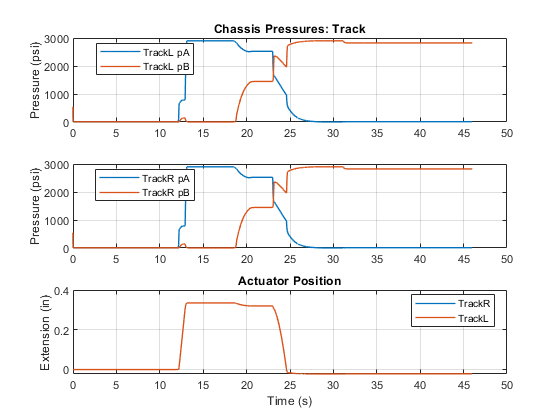 Chassis Pressures: Track
Pressure (psi)
3000
2000
1000
0
TrackL pA
TrackL pB
0 5 10 15 20 25 30 35 40 45 50
Pressure (psi)
3000
2000
1000
0
TrackR pA
TrackR pB
0 5 10 15 20 25 30 35 40 45 50
Actuator Position
Extension (in)
0.4
0.2
0
TrackR
TrackL
0 5 10 15 20 25 30 35 40 45 50
Time (s)